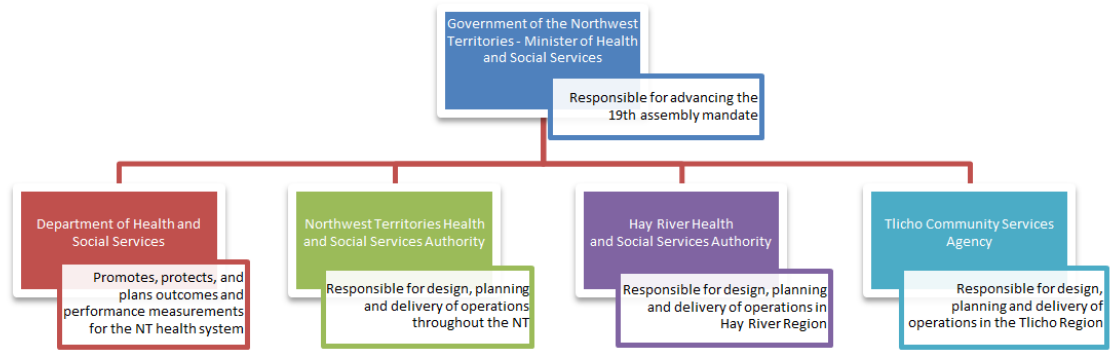 Government of the Northwest
Territories - Minister of Health
and Social Services
Responsible for advancing the
19th assembly mandate
Department of Health and
Social Services
Promotes, protects, and
plans outcomes and
performance measurements
for the NT health system
Northwest Territories Health
and Social Services Authority
Responsible for design, planning
and delivery of operations
throughout the NT
Hay River Health
and Social Services Authority
Responsible for design, planning
and delivery of operations in
Hay River Region
Tlicho Community Services
Agency
Responsible for design,
planning and delivery of
operations in the Tlicho Region